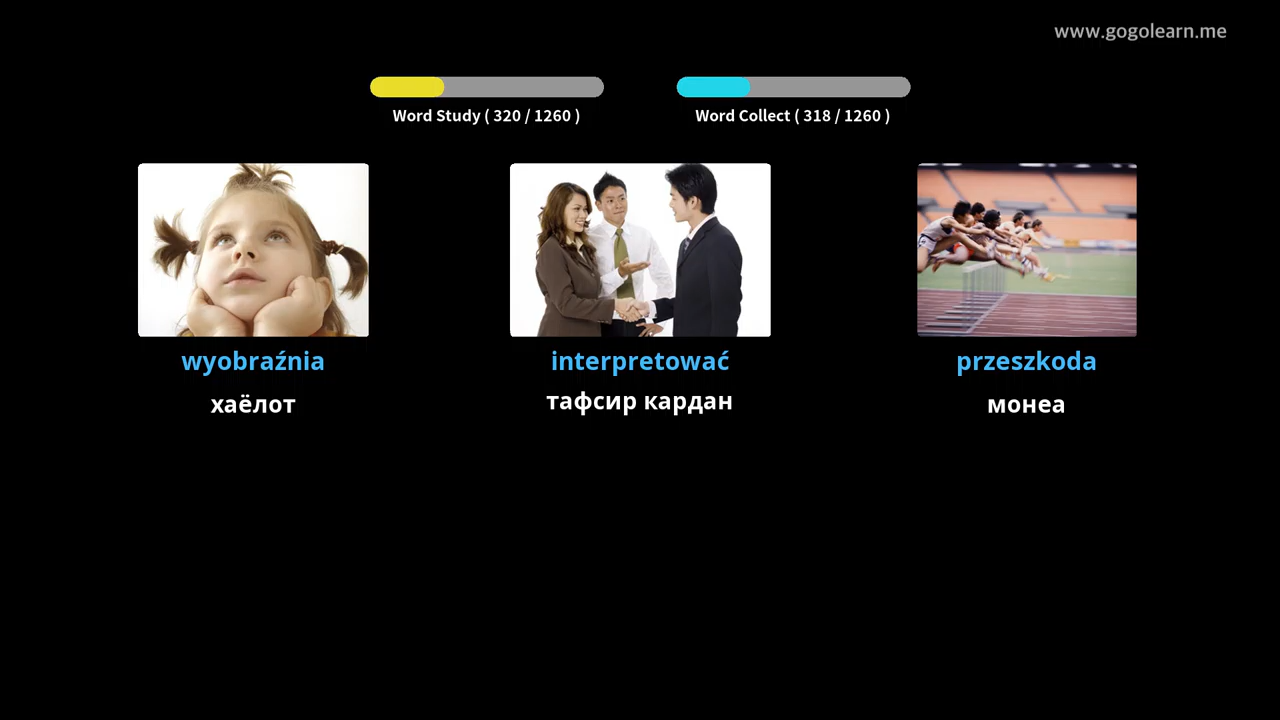 www.gogolearn.me
Word Study ( 320 / 1260 )
Word Collect ( 318 / 1260 )
wyobraźnia
interpretować
przeszkoda
хаёлот
тафсир кардан
монеа